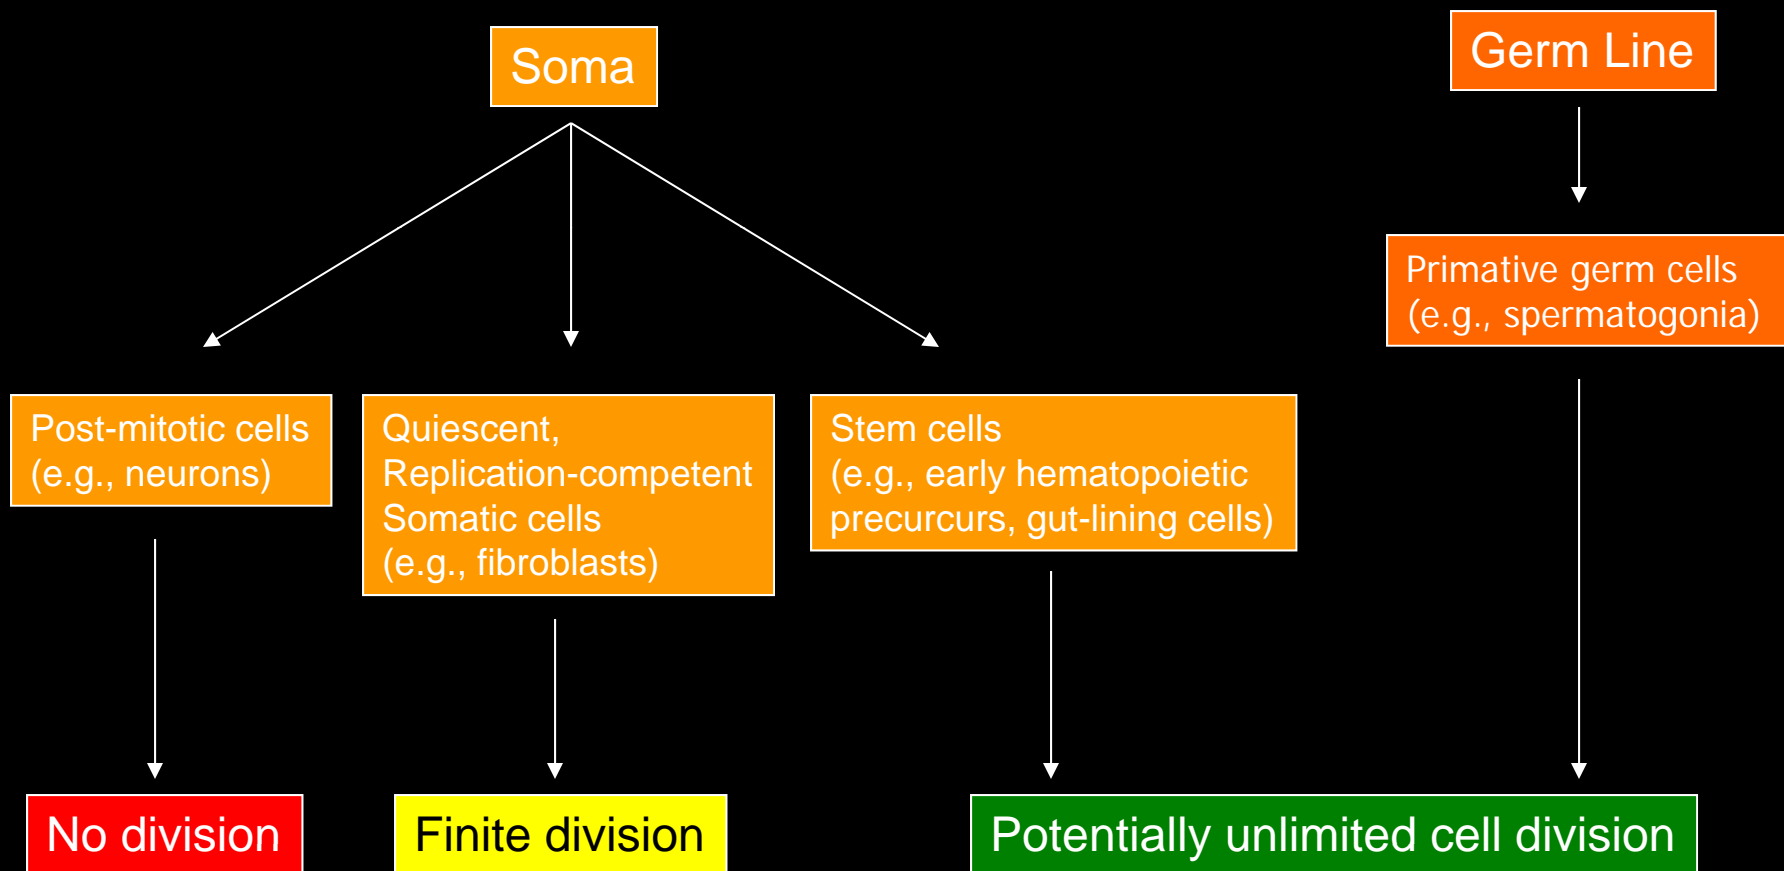 Soma
Germ Line
Primative germ cells
(e.g., spermatogonia)
Post-mitotic cells
(e.g., neurons)
Quiescent,
Replication-competent
Somatic cells
(e.g., fibroblasts)
Stem cells
(e.g., early hematopoietic
precurcurs, gut-lining cells)
No division
Finite division
Potentially unlimited cell division